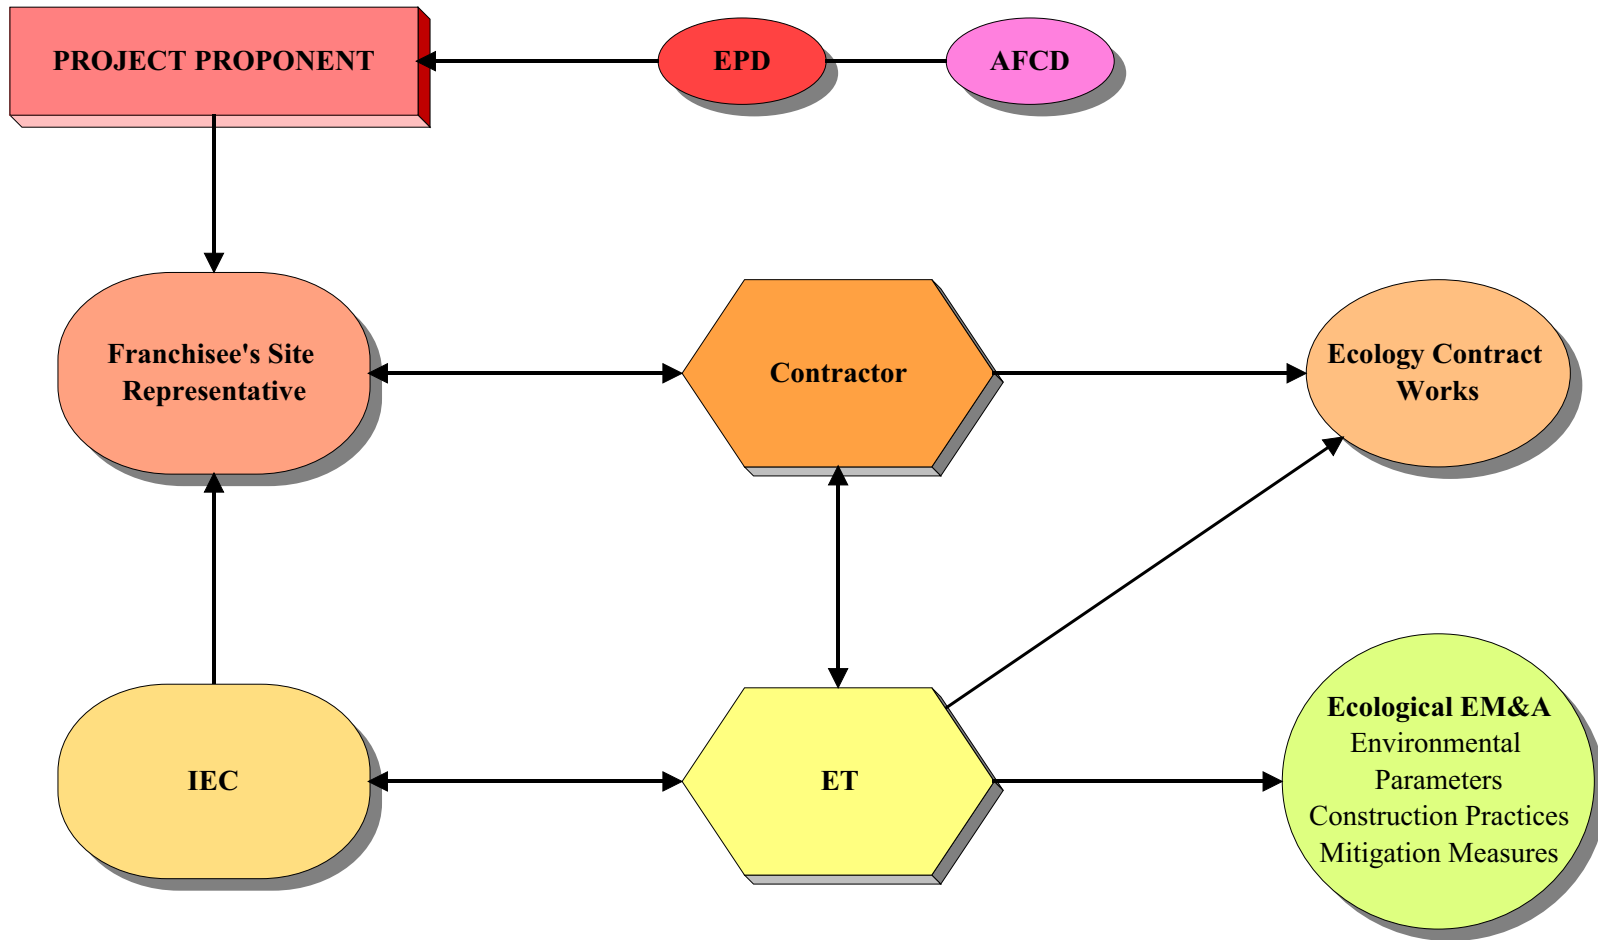 PROJECT PROPONENT
EPD
AFCD
Franchisee's Site
Representative
Contractor
Ecology Contract
Works
IEC
ET
Ecological EM&A
Environmental
Parameters
Construction Practices
Mitigation Measures